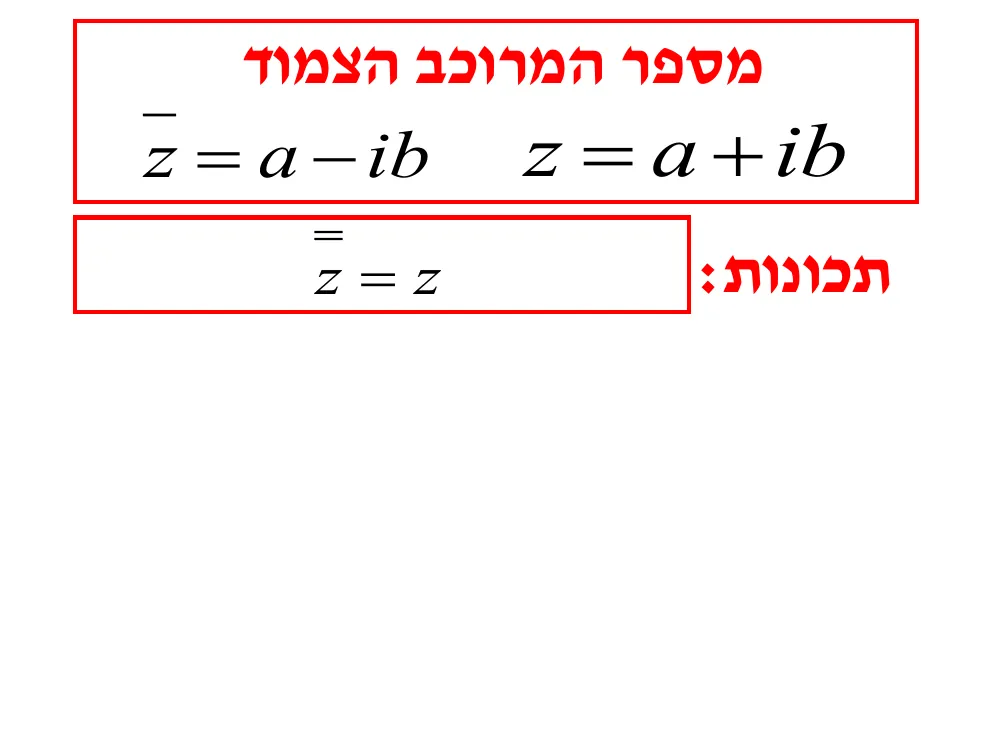 מספר המרוכב הצמוד
z = a + ib
z̅ = a − ib
תכונות:
z̿ = z